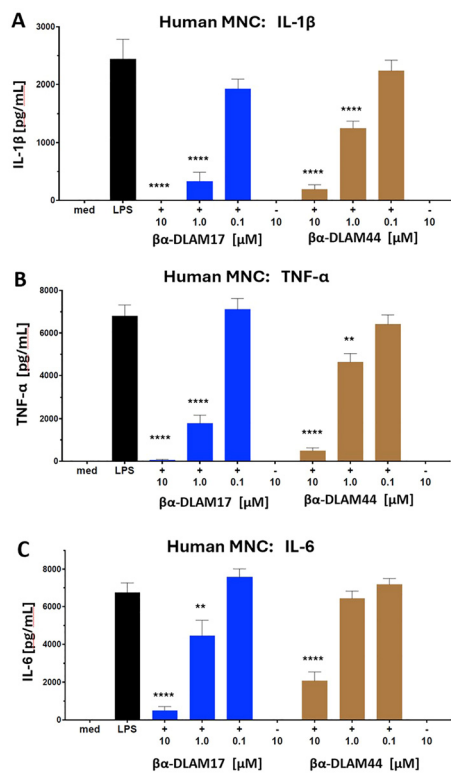 A
Human MNC: IL-1β
IL-1β [pg/mL]
3000
2000
1000
0
**** **** **** ****
med LPS + + + - + + + -
10 1.0 0.1 10 10 1.0 0.1 10
βα-DLAM17 [µM] βα-DLAM44 [µM]
B
Human MNC: TNF-α
TNF-α [pg/mL]
8000
6000
4000
2000
0
**** **** **** **
med LPS + + + - + + + -
10 1.0 0.1 10 10 1.0 0.1 10
βα-DLAM17 [µM] βα-DLAM44 [µM]
C
Human MNC: IL-6
IL-6 [pg/mL]
8000
6000
4000
2000
0
**** ** ****
med LPS + + + - + + + -
10 1.0 0.1 10 10 1.0 0.1 10
βα-DLAM17 [µM] βα-DLAM44 [µM]